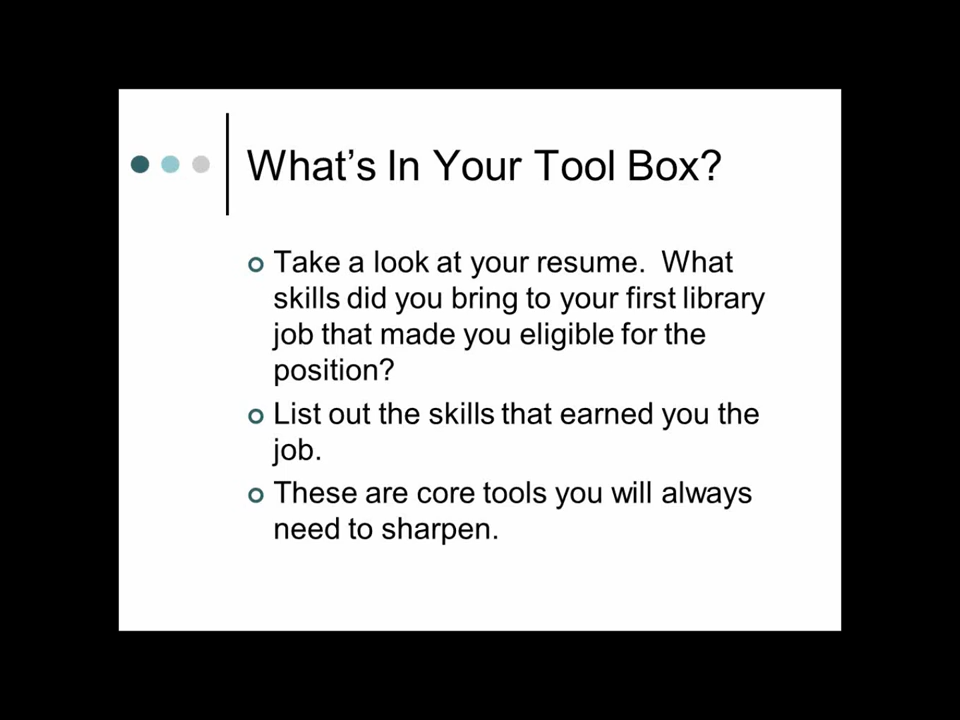 What's In Your Tool Box?
Take a look at your resume.  What
skills did you bring to your first library
job that made you eligible for the
position?
List out the skills that earned you the
job.
These are core tools you will always
need to sharpen.